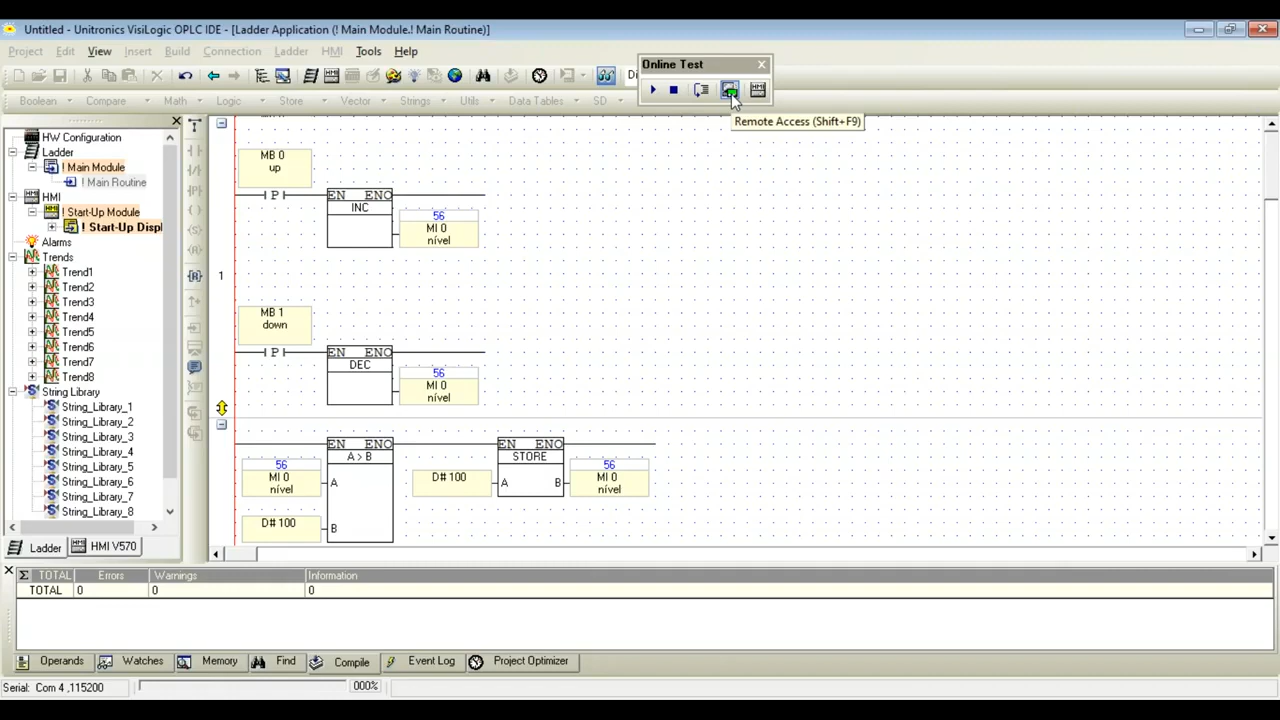 Untitled - Unitronics VisiLogic OPLC IDE - [Ladder Application (! Main Module.! Main Routine)]
Project Edit View Insert Build Connection Ladder HMI Tools Help
Online Test
Di
Boolean Compare Math Logic Store Vector Strings Utils Data Tables SD
Remote Access (Shift+F9)
HW Configuration
Ladder
! Main Module
! Main Routine
HMI
! Start-Up Module
! Start-Up Displ
Alarms
Trends
Trend1
Trend2
Trend3
Trend4
Trend5
Trend6
Trend7
Trend8
String Library
String_Library_1
String_Library_2
String_Library_3
String_Library_4
String_Library_5
String_Library_6
String_Library_7
String_Library_8
Ladder HMI V570
MB 0
up
P
EN ENO
INC
56
MI 0
nível
1
MB 1
down
P
EN ENO
DEC
56
MI 0
nível
EN ENO
A > B
56
MI 0
nível
A
D# 100
B
EN ENO
STORE
D# 100
A B
56
MI 0
nível
Σ TOTAL Errors Warnings Information
TOTAL 0 0 0
Operands Watches Memory Find Compile Event Log Project Optimizer
Serial: Com 4 ,115200 000%